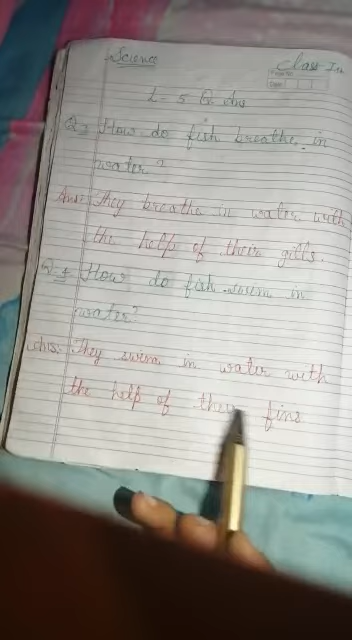 Science
Class I
L-5 Q Ans
Q3 How do fish breathe in
water?
Ans: They breathe in water with
the help of their gills.
Q4 How do fish swim in
water?
Ans: They swim in water with
the help of their fins